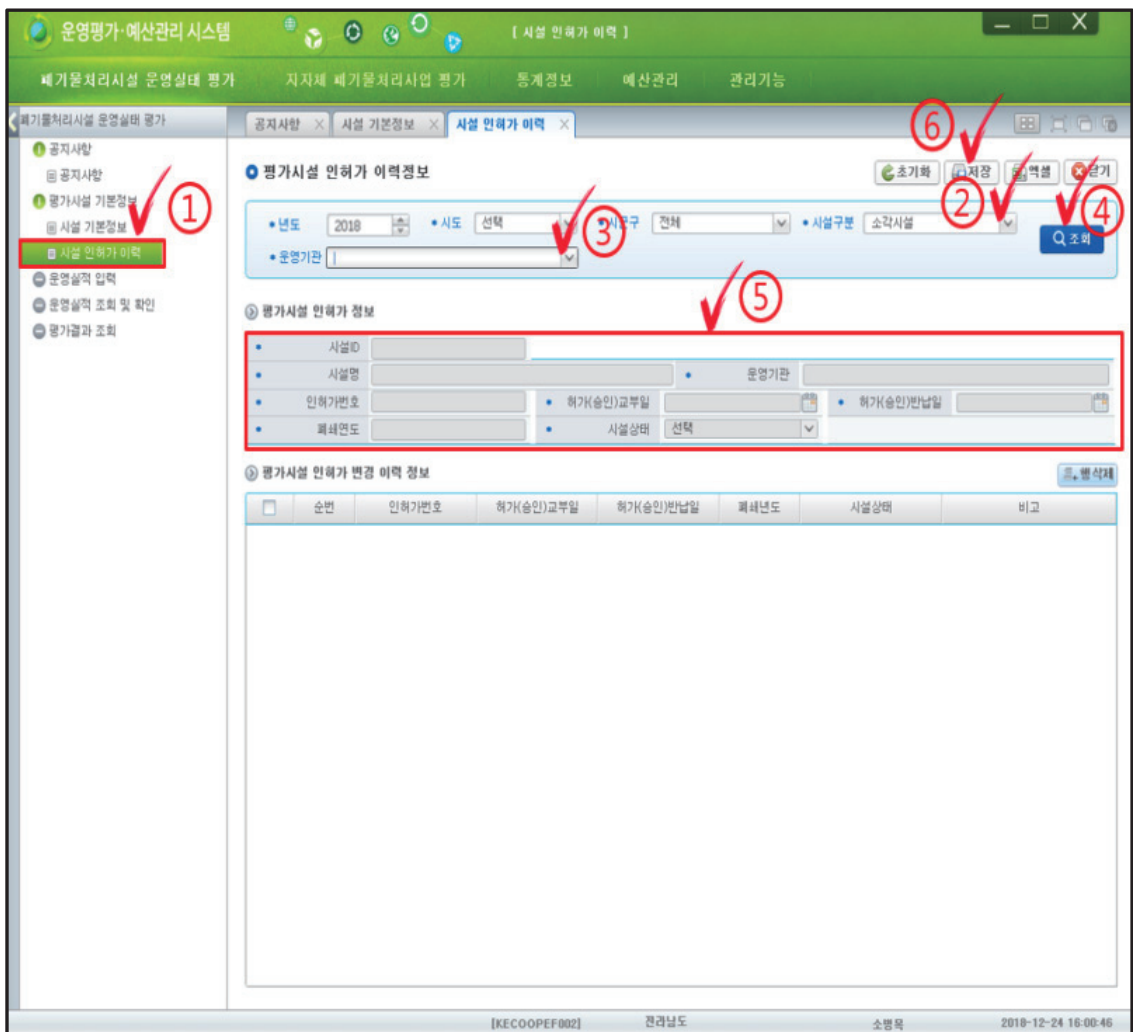 운영평가·예산관리 시스템
[ 시설 인허가 이력 ]
폐기물처리시설 운영실태 평가 지자체 폐기물처리사업 평가 통계정보 예산관리 관리기능
폐기물처리시설 운영실태 평가
공지사항
공지사항
평가시설 기본정보
시설 기본정보
시설 인허가 이력
운영실적 입력
운영실적 조회 및 확인
평가결과 조회
①
공지사항 시설 기본정보 시설 인허가 이력
⑥
평가시설 인허가 이력정보
초기화 저장 엑셀 닫기
년도 2018 시도 선택 ③ 시군구 전체 시설구분 소각시설 ② ④
운영기관 조회
평가시설 인허가 정보 ⑤
시설ID
시설명 운영기관
인허가번호 허가(승인)교부일 허가(승인)반납일
폐쇄연도 시설상태 선택
평가시설 인허가 변경 이력 정보 행삭제
순번 인허가번호 허가(승인)교부일 허가(승인)반납일 폐쇄년도 시설상태 비고
[KECOOPEF002] 전라남도 소병욱 2018-12-24 16:00:46